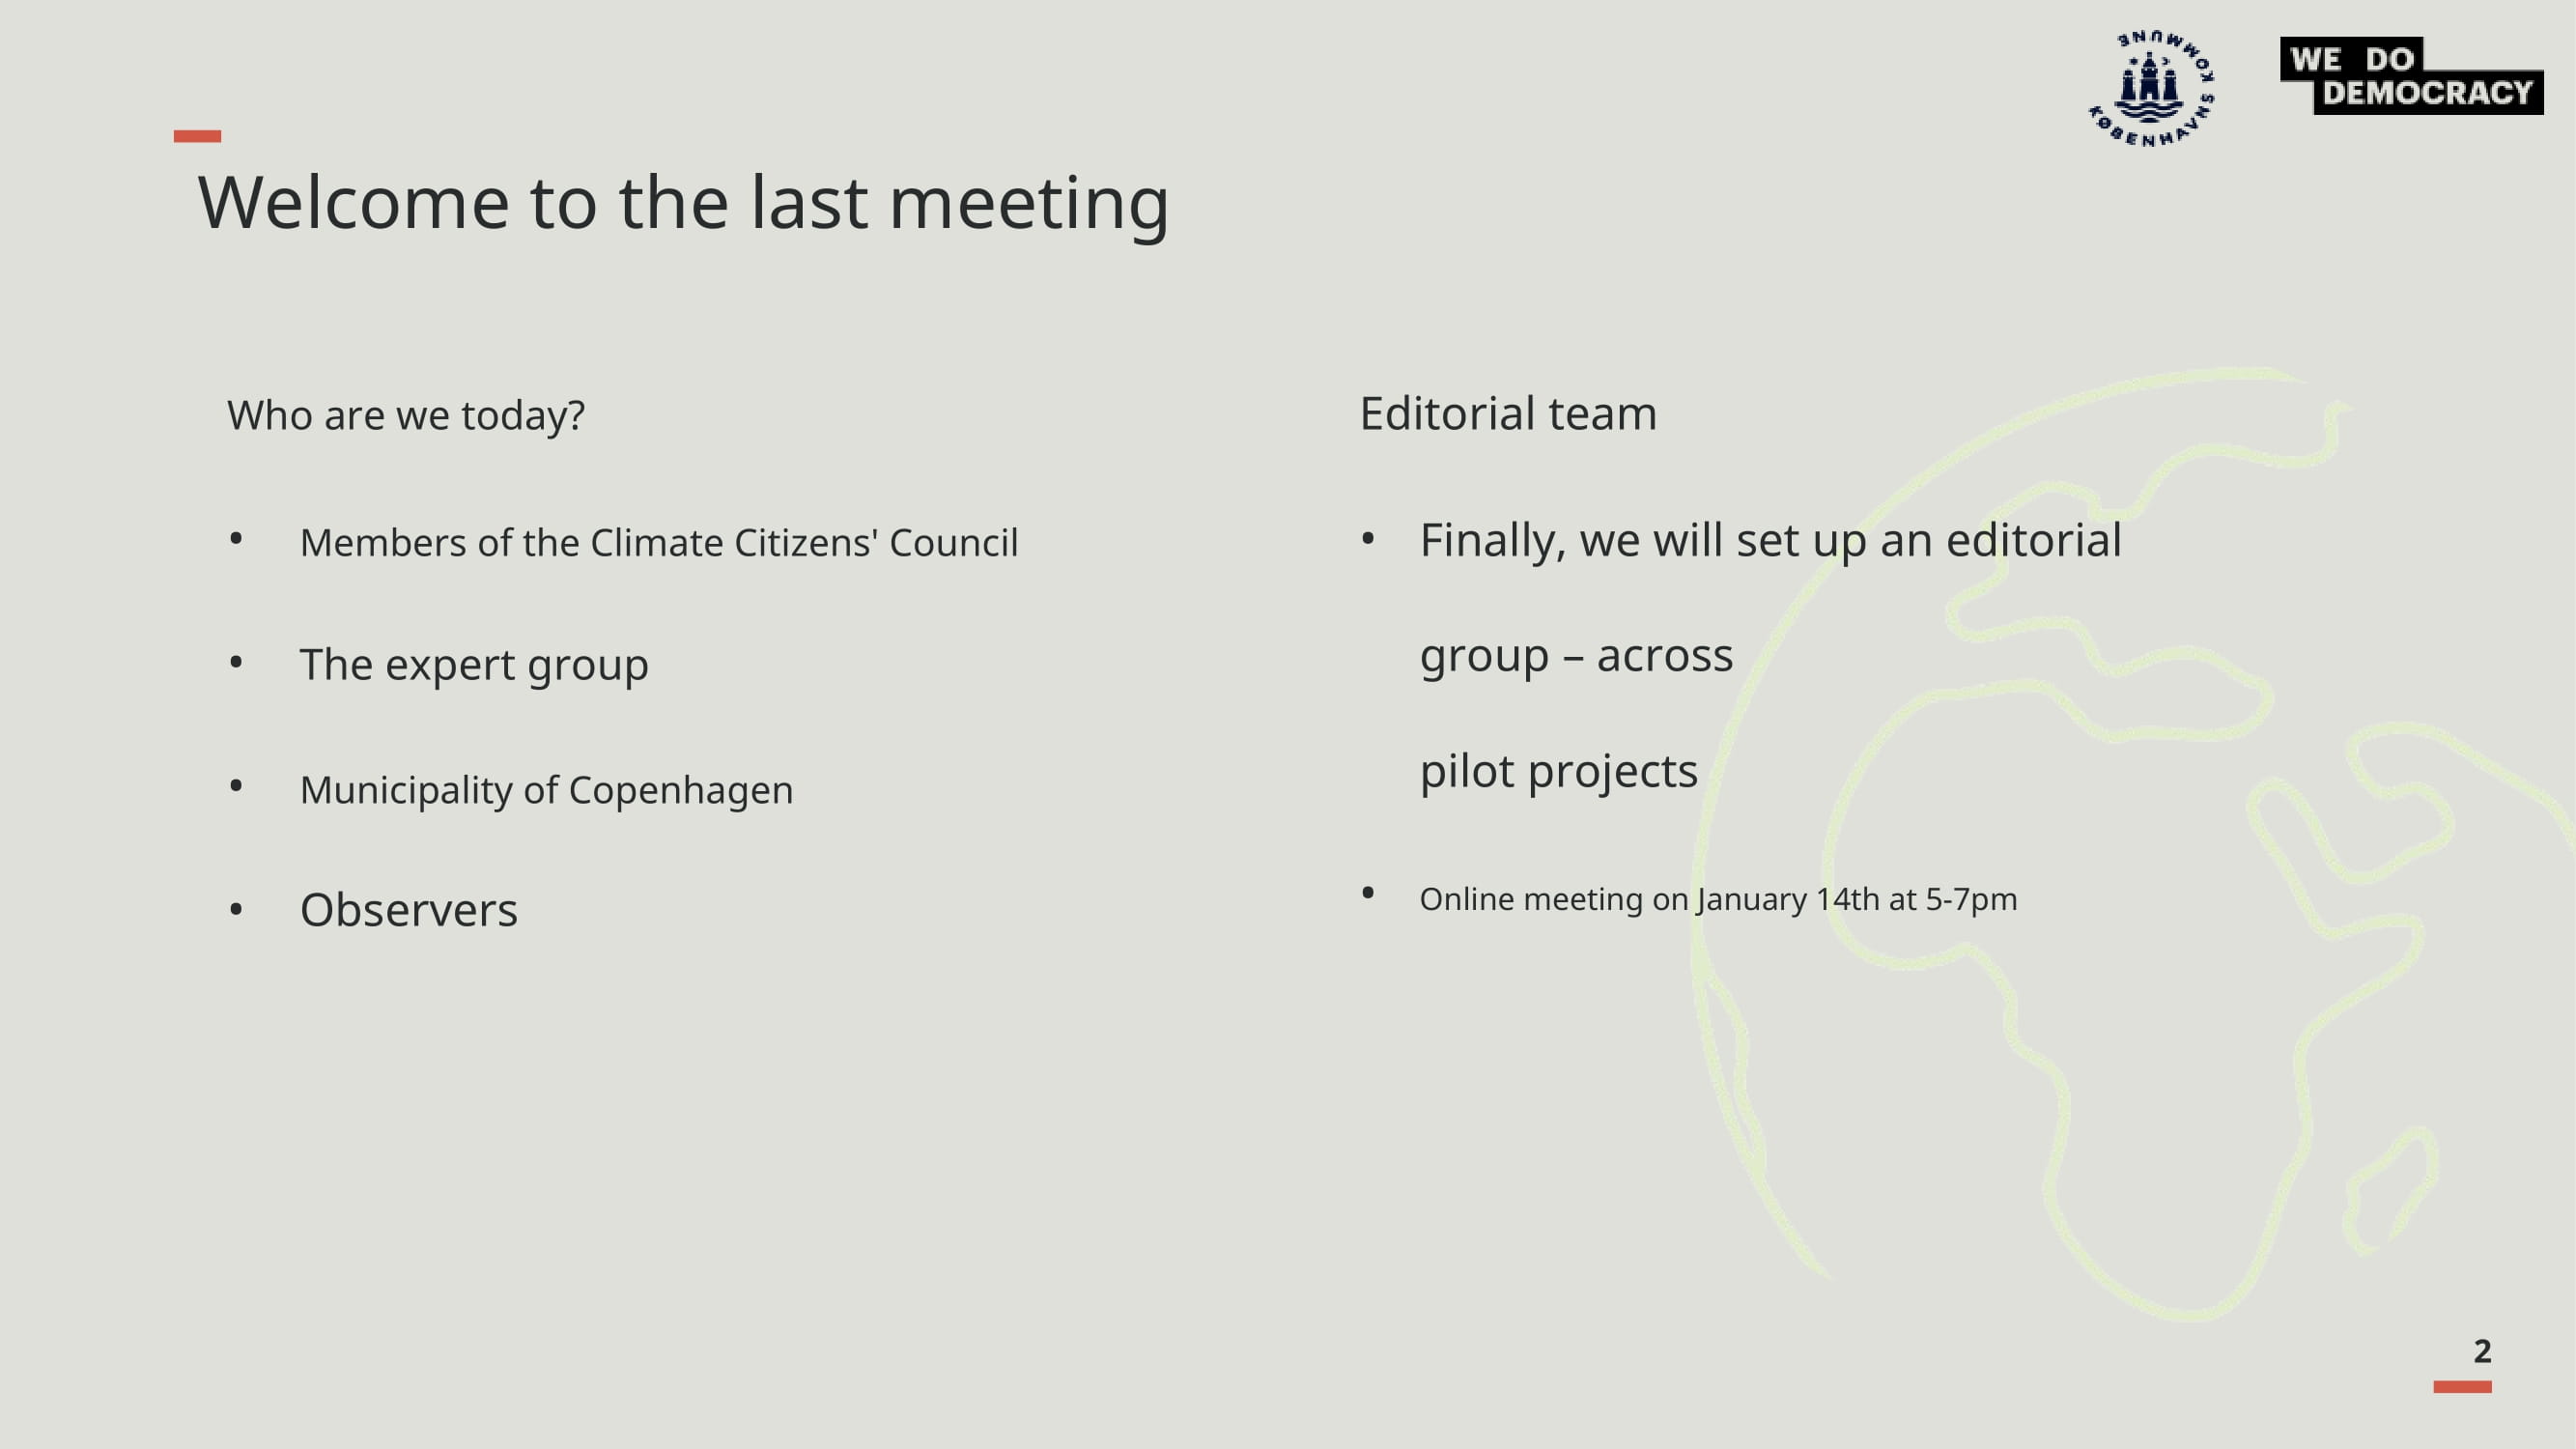 KØBENHAVNS KOMMUNE
WE DO
DEMOCRACY
Welcome to the last meeting
Who are we today?
• Members of the Climate Citizens' Council
• The expert group
• Municipality of Copenhagen
• Observers
Editorial team
• Finally, we will set up an editorial
group – across
pilot projects
• Online meeting on January 14th at 5-7pm
2